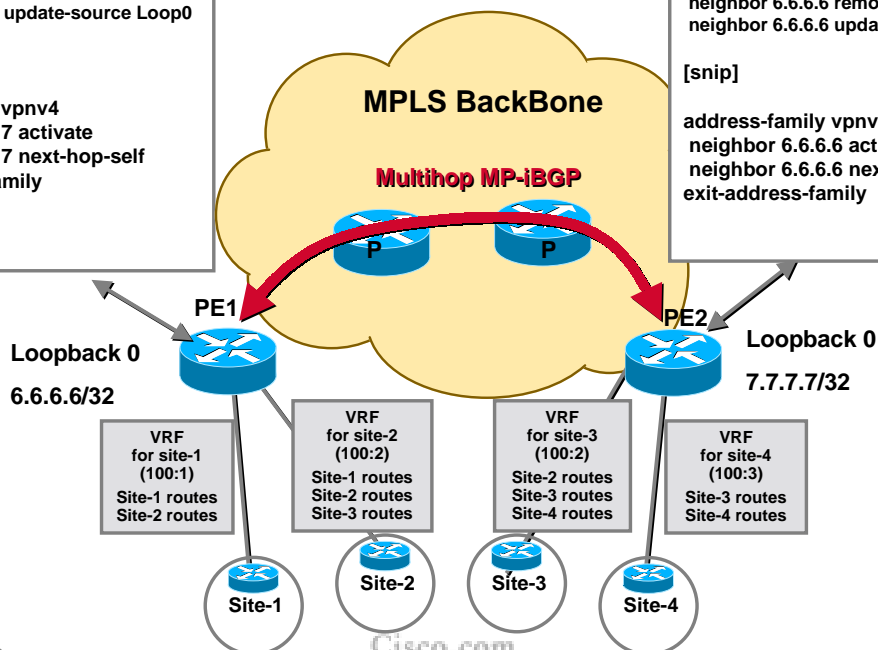 update-source Loop0
vpnv4
7 activate
7 next-hop-self
amily
neighbor 6.6.6.6 remo
neighbor 6.6.6.6 upda
[snip]
address-family vpnv
neighbor 6.6.6.6 acti
neighbor 6.6.6.6 nex
exit-address-family
MPLS BackBone
Multihop MP-iBGP
P
P
PE1
PE2
Loopback 0
6.6.6.6/32
Loopback 0
7.7.7.7/32
VRF
for site-1
(100:1)
Site-1 routes
Site-2 routes
VRF
for site-2
(100:2)
Site-1 routes
Site-2 routes
Site-3 routes
VRF
for site-3
(100:2)
Site-2 routes
Site-3 routes
Site-4 routes
VRF
for site-4
(100:3)
Site-3 routes
Site-4 routes
Site-1
Site-2
Site-3
Site-4
Cisco.com